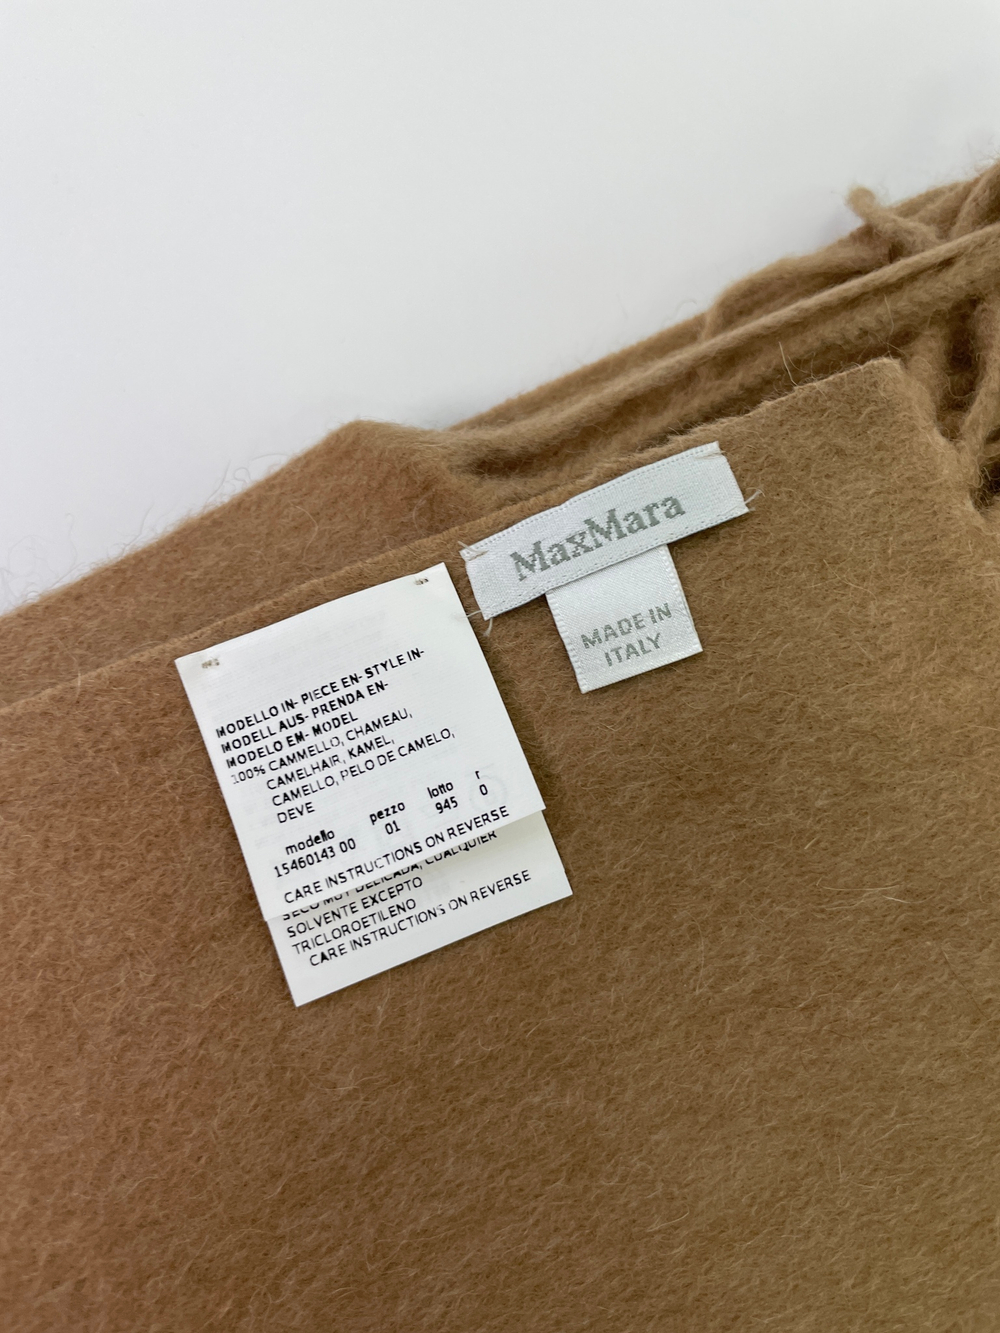 MaxMara
MADE IN
ITALY
MODELLO IN- PIECE EN- STYLE IN-
MODELL AUS- PRENDA EN-
MODELO EM- MODEL
100% CAMMELLO, CHAMEAU,
CAMELHAIR, KAMEL,
CAMELLO, PELO DE CAMELO,
DEVE
modello pezzo lotto r
15460143 00 01 945 0
CARE INSTRUCTIONS ON REVERSE
SECO MUY DELICADA, CUALQUIER
SOLVENTE EXCEPTO
TRICLOROETILENO
CARE INSTRUCTIONS ON REVERSE